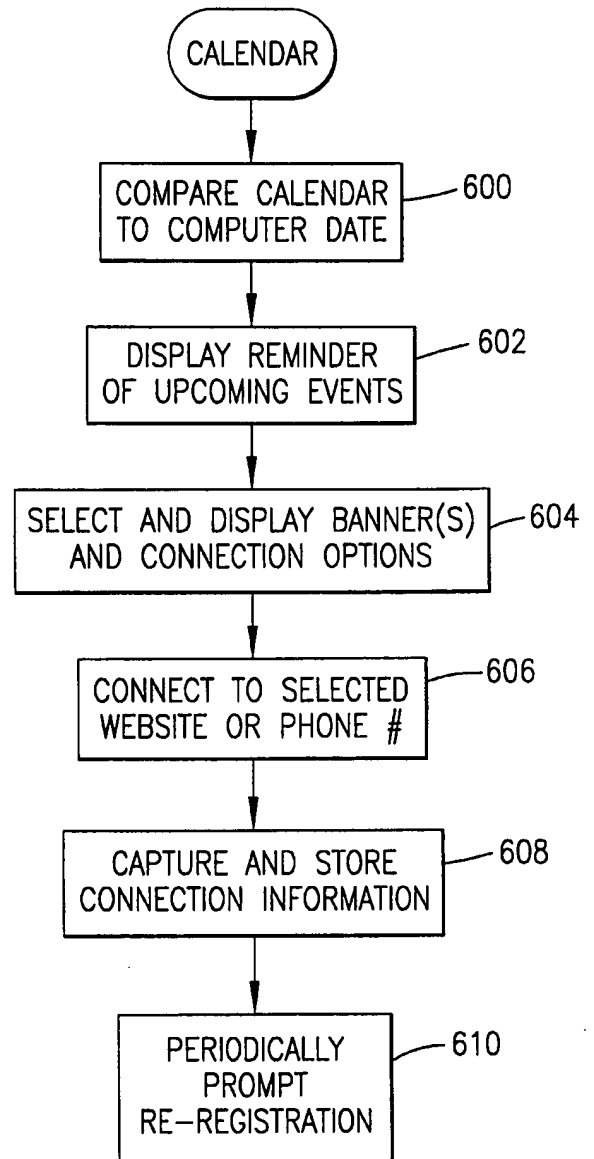 CALENDAR
COMPARE CALENDAR
TO COMPUTER DATE
600
DISPLAY REMINDER
OF UPCOMING EVENTS
602
SELECT AND DISPLAY BANNER(S)
AND CONNECTION OPTIONS
604
CONNECT TO SELECTED
WEBSITE OR PHONE #
606
CAPTURE AND STORE
CONNECTION INFORMATION
608
PERIODICALLY
PROMPT
RE-REGISTRATION
610